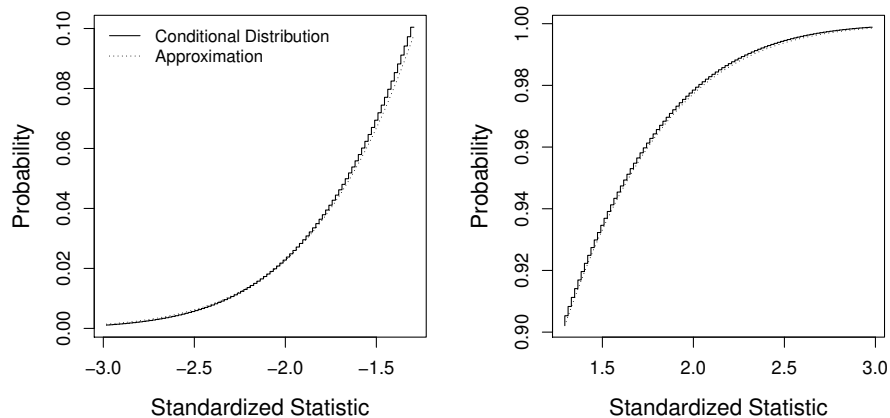 Conditional Distribution
Approximation
Probability
0.00 0.02 0.04 0.06 0.08 0.10
−3.0 −2.5 −2.0 −1.5
Standardized Statistic
Probability
0.90 0.92 0.94 0.96 0.98 1.00
1.5 2.0 2.5 3.0
Standardized Statistic